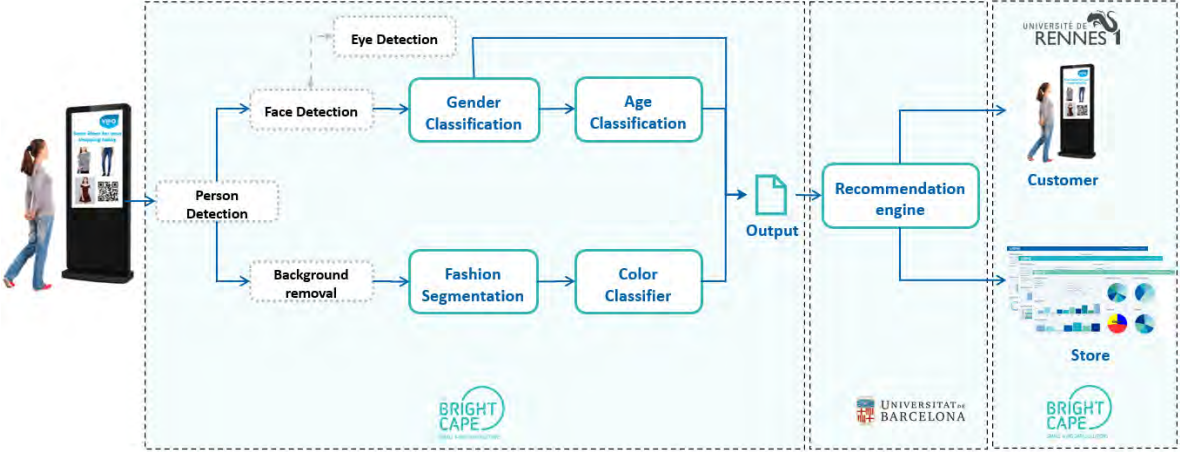 Eye Detection
Face Detection
Gender
Classification
Age
Classification
Person
Detection
Background
removal
Fashion
Segmentation
Color
Classifier
Output
Recommendation
engine
UNIVERSITÉ DE
RENNES 1
Customer
Store
BRIGHT
CAPE
UNIVERSITAT DE
BARCELONA
BRIGHT
CAPE